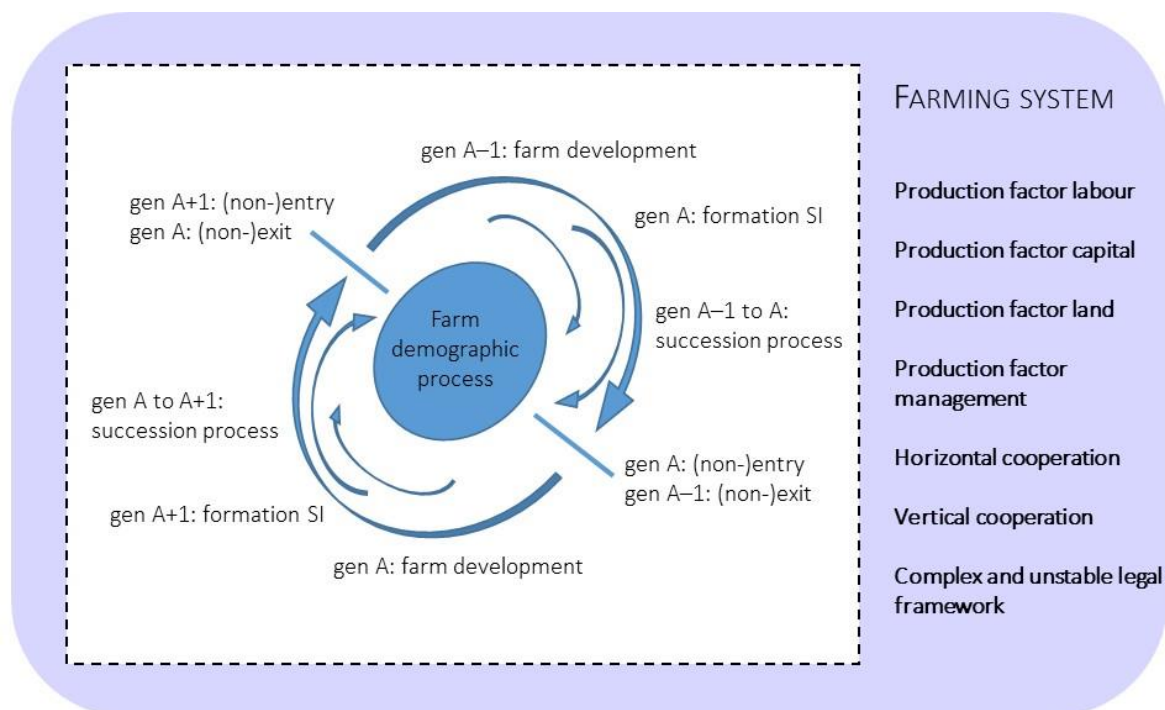 gen A–1: farm development
gen A+1: (non-)entry
gen A: (non-)exit
gen A: formation SI
gen A–1 to A:
succession process
Farm
demographic
process
gen A to A+1:
succession process
gen A: (non-)entry
gen A–1: (non-)exit
gen A+1: formation SI
gen A: farm development
FARMING SYSTEM
Production factor labour
Production factor capital
Production factor land
Production factor
management
Horizontal cooperation
Vertical cooperation
Complex and unstable legal
framework